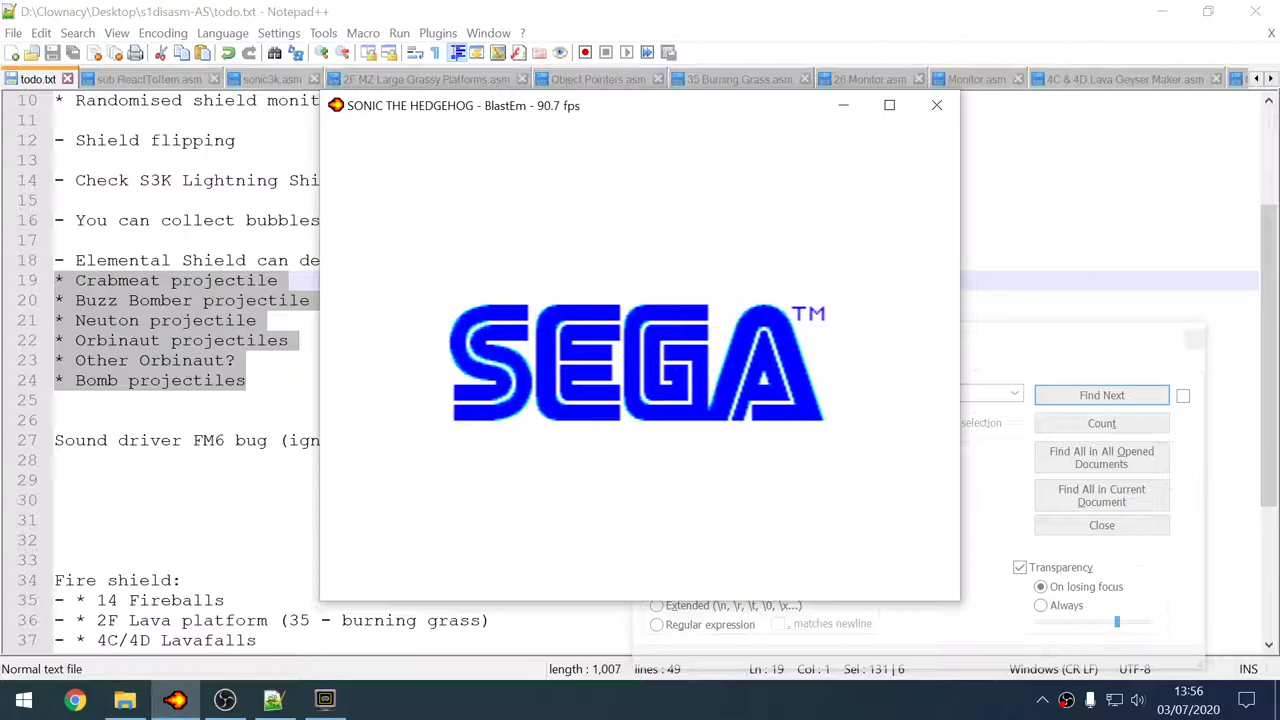 D:\Clownacy\Desktop\s1disasm-AS\todo.txt - Notepad++
File Edit Search View Encoding Language Settings Tools Macro Run Plugins Window ?
todo.txt sub ReactToItem.asm sonic3k.asm 2F MZ Large Grassy Platforms.asm Object Pointers.asm 35 Burning Grass.asm 26 Monitor.asm Monitor.asm 4C & 4D Lava Geyser Maker.asm
10 * Randomised shield monit
SONIC THE HEDGEHOG - BlastEm - 90.7 fps
11
12 - Shield flipping
13
14 - Check S3K Lightning Shi
15
16 - You can collect bubbles
17
18 - Elemental Shield can de
19 * Crabmeat projectile
20 * Buzz Bomber projectile
21 * Neuton projectile
22 * Orbinaut projectiles
23 * Other Orbinaut?
24 * Bomb projectiles
25
26
27 Sound driver FM6 bug (ign
28
29
30
31
32
33
34 Fire shield:
35 - * 14 Fireballs
36 - * 2F Lava platform (35 - burning grass)
37 - * 4C/4D Lavafalls
SEGA TM
Find Next
selection
Count
Find All in All Opened
Documents
Find All in Current
Document
Close
Transparency
On losing focus
Always
Extended (\n, \r, \t, \0, \x...)
Regular expression . matches newline
Normal text file length : 1,007 lines : 49 Ln : 19 Col : 1 Sel : 131 | 6 Windows (CR LF) UTF-8 INS
13:56
03/07/2020